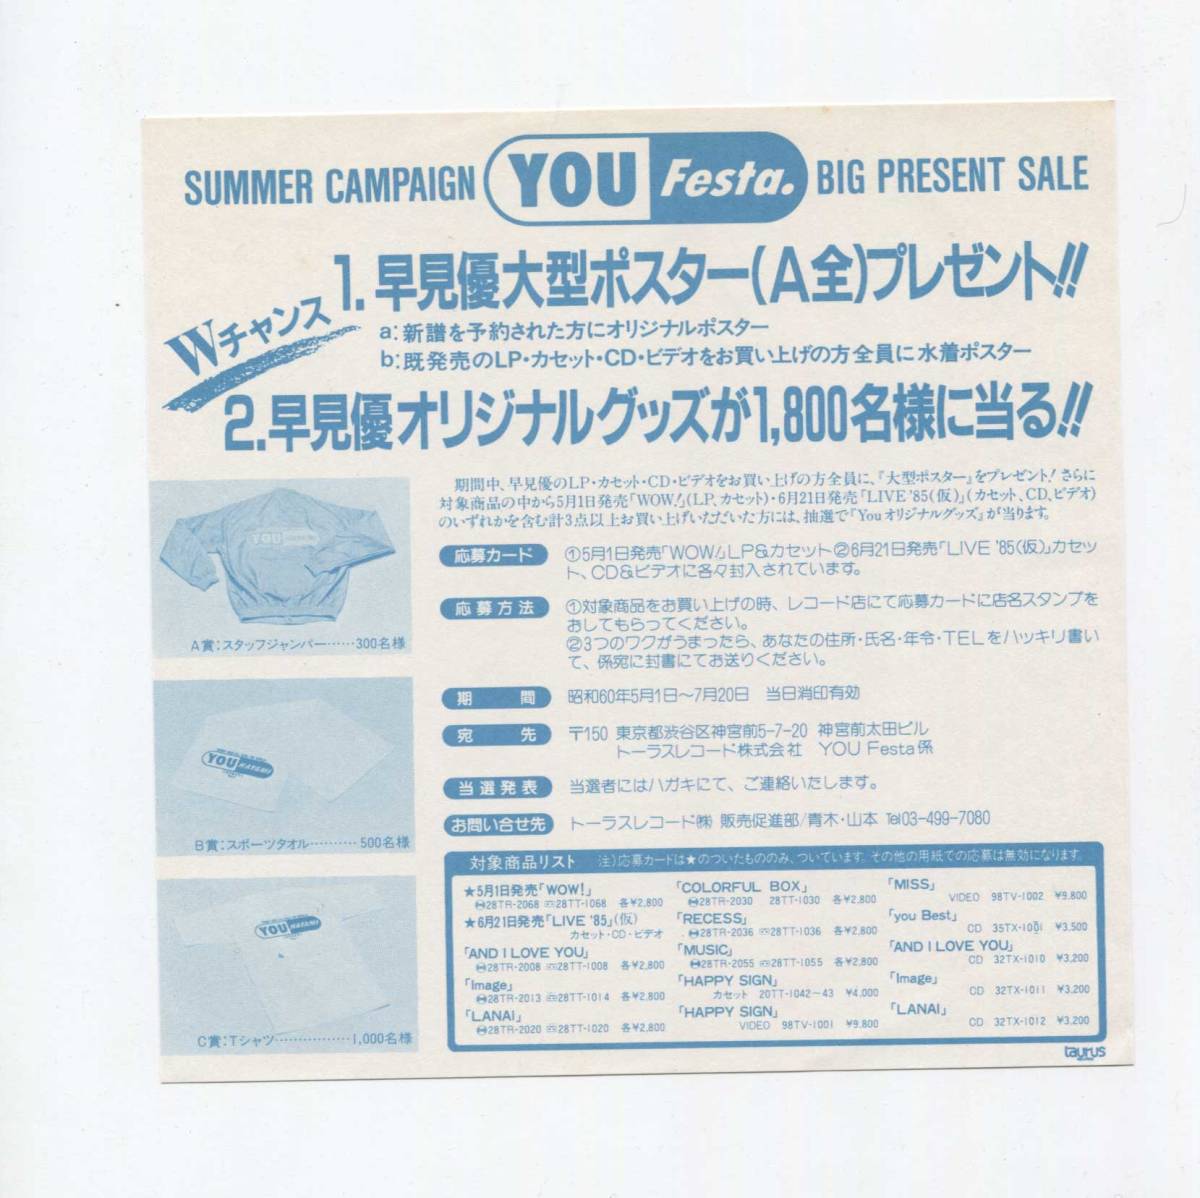 SUMMER CAMPAIGN YOU Festa. BIG PRESENT SALE
Wチャンス
1.早見優大型ポスター(A全)プレゼント!!
a:新譜を予約された方にオリジナルポスター
b:既発売のLP・カセット・CD・ビデオをお買い上げの方全員に水着ポスター
2.早見優オリジナルグッズが1,800名様に当る!!
期間中、早見優のLP・カセット・CD・ビデオをお買い上げの方全員に、『大型ポスター』をプレゼント!さらに
対象商品の中から5月1日発売「WOW!」(LP、カセット)・6月21日発売「LIVE '85(仮)」(カセット、CD、ビデオ)
のいずれかを含む計3点以上お買い上げいただいた方には、抽選で『Youオリジナルグッズ』が当ります。
YOU
A賞:スタッフジャンパー……300名様
YOU HAYAMI
B賞:スポーツタオル………500名様
YOU HAYAMI
C賞:Tシャツ……………1,000名様
応募カード ①5月1日発売「WOW!」LP&カセット②6月21日発売「LIVE '85(仮)」カセッ
ト、CD&ビデオに各々封入されています。
応募方法 ①対象商品をお買い上げの時、レコード店にて応募カードに店名スタンプを
おしてもらってください。
②3つのワクがうまったら、あなたの住所・氏名・年令・TELをハッキリ書い
て、係宛に封書にてお送りください。
期間 昭和60年5月1日〜7月20日 当日消印有効
宛先 〒150 東京都渋谷区神宮前5-7-20 神宮前太田ビル
トーラスレコード株式会社 YOU Festa係
当選発表 当選者にはハガキにて、ご連絡いたします。
お問い合せ先 トーラスレコード㈱ 販売促進部/青木・山本 Tel03-499-7080
対象商品リスト 注)応募カードは★のついたもののみ、ついています。その他の用紙での応募は無効になります。
★5月1日発売「WOW!」
28TR-2068 28TT-1068 各¥2,800
★6月21日発売「LIVE '85」(仮)
カセット・CD・ビデオ
「AND I LOVE YOU」
28TR-2008 28TT-1008 各¥2,800
「Image」
28TR-2013 28TT-1014 各¥2,800
「LANAI」
28TR-2020 28TT-1020 各¥2,800
「COLORFUL BOX」
28TR-2030 28TT-1030 各¥2,800
「RECESS」
28TR-2036 28TT-1036 各¥2,800
「MUSIC」
28TR-2055 28TT-1055 各¥2,800
「HAPPY SIGN」
カセット 20TT-1042〜43 ¥4,000
「HAPPY SIGN」
VIDEO 98TV-1001 ¥9,800
「MISS」
VIDEO 98TV-1002 ¥9,800
「you Best」
CD 35TX-1001 ¥3,500
「AND I LOVE YOU」
CD 32TX-1010 ¥3,200
「Image」
CD 32TX-1011 ¥3,200
「LANAI」
CD 32TX-1012 ¥3,200
taurus